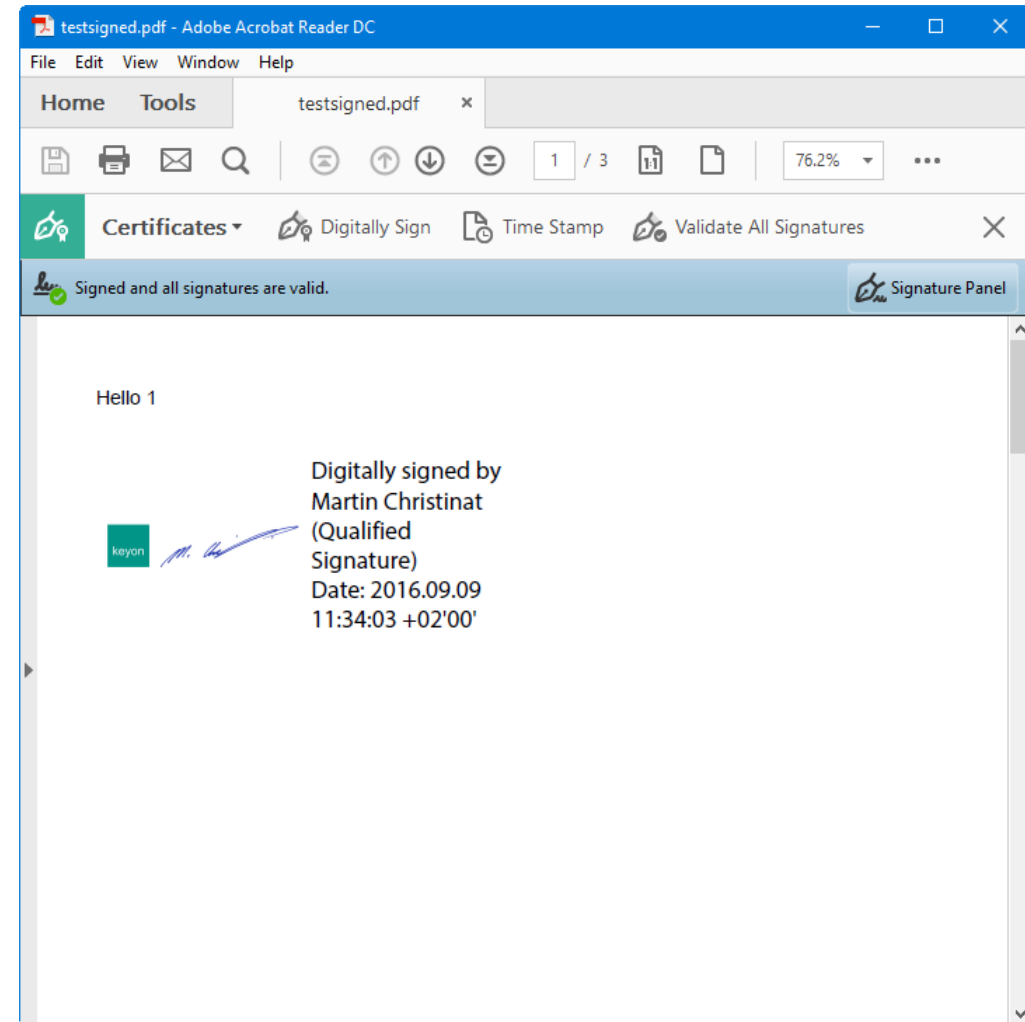 testsigned.pdf - Adobe Acrobat Reader DC
File Edit View Window Help
Home Tools testsigned.pdf
1 / 3 1:1 76.2%
Certificates Digitally Sign Time Stamp Validate All Signatures
Signed and all signatures are valid. Signature Panel
Hello 1
Digitally signed by
Martin Christinat
(Qualified
Signature)
Date: 2016.09.09
11:34:03 +02'00'
keyon M.